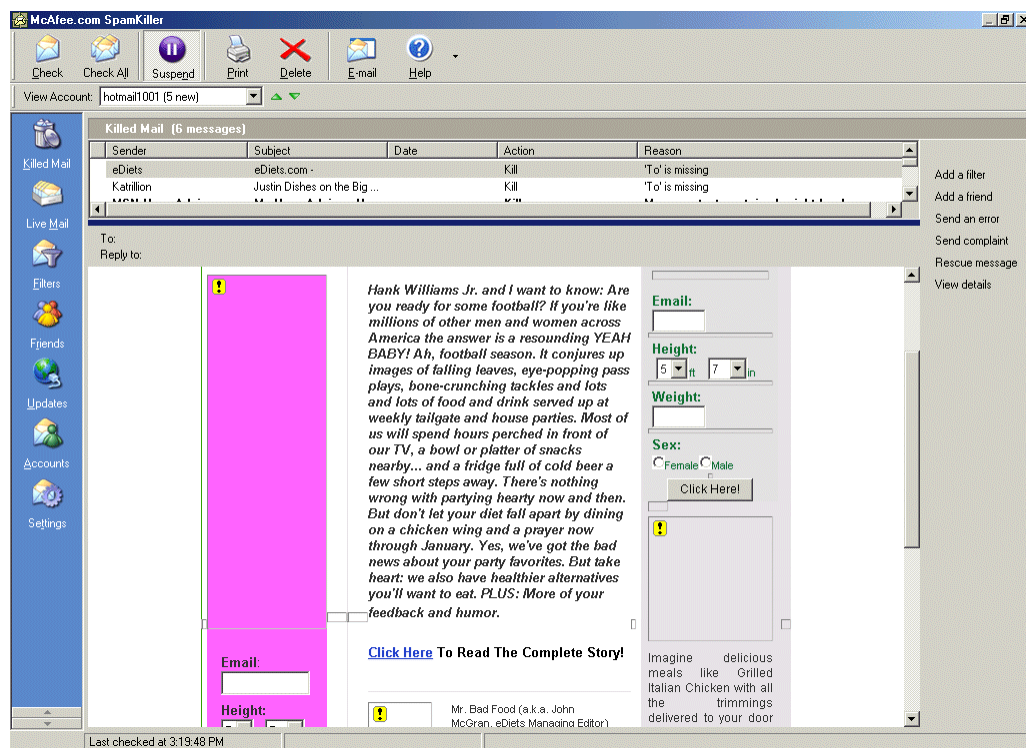 McAfee.com SpamKiller
Check
Check All
Suspend
Print
Delete
E-mail
Help
View Account:
hotmail1001 (5 new)
Killed Mail
Live Mail
Filters
Friends
Updates
Accounts
Settings
Killed Mail (6 messages)
Sender Subject Date Action Reason
eDiets eDiets.com - Kill 'To' is missing
Katrillion Justin Dishes on the Big ... Kill 'To' is missing
Add a filter
Add a friend
Send an error
Send complaint
Rescue message
View details
To:
Reply to:
Hank Williams Jr. and I want to know: Are
you ready for some football? If you're like
millions of other men and women across
America the answer is a resounding YEAH
BABY! Ah, football season. It conjures up
images of falling leaves, eye-popping pass
plays, bone-crunching tackles and lots
and lots of food and drink served up at
weekly tailgate and house parties. Most of
us will spend hours perched in front of
our TV, a bowl or platter of snacks
nearby... and a fridge full of cold beer a
few short steps away. There's nothing
wrong with partying hearty now and then.
But don't let your diet fall apart by dining
on a chicken wing and a prayer now
through January. Yes, we've got the bad
news about your party favorites. But take
heart: we also have healthier alternatives
you'll want to eat. PLUS: More of your
feedback and humor.
Click Here To Read The Complete Story!
Mr. Bad Food (a.k.a. John
McGran, eDiets Managing Editor)
Email:
Height:
Email:
Height:
5 ft 7 in
Weight:
Sex:
Female Male
Click Here!
Imagine delicious
meals like Grilled
Italian Chicken with all
the trimmings
delivered to your door
Last checked at 3:19:48 PM